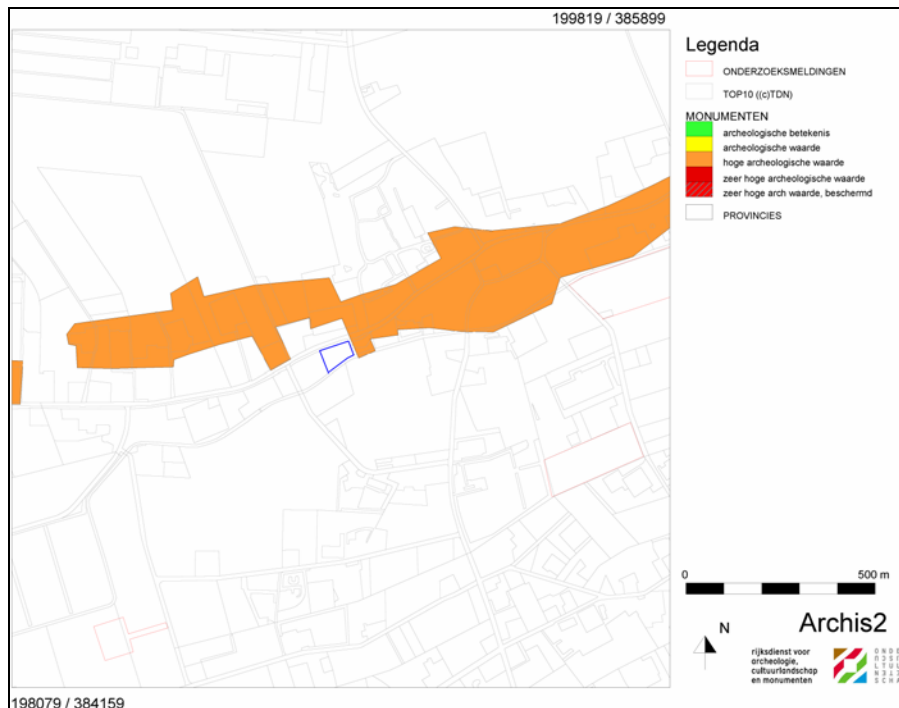 199819 / 385899
Legenda
ONDERZOEKSMELDINGEN
TOP10 ((c)TDN)
MONUMENTEN
archeologische betekenis
archeologische waarde
hoge archeologische waarde
zeer hoge archeologische waarde
zeer hoge arch waarde, beschermd
PROVINCIES
0 500 m
Archis2
N
rijksdienst voor
archeologie,
cultuurlandschap
en monumenten
198079 / 384159